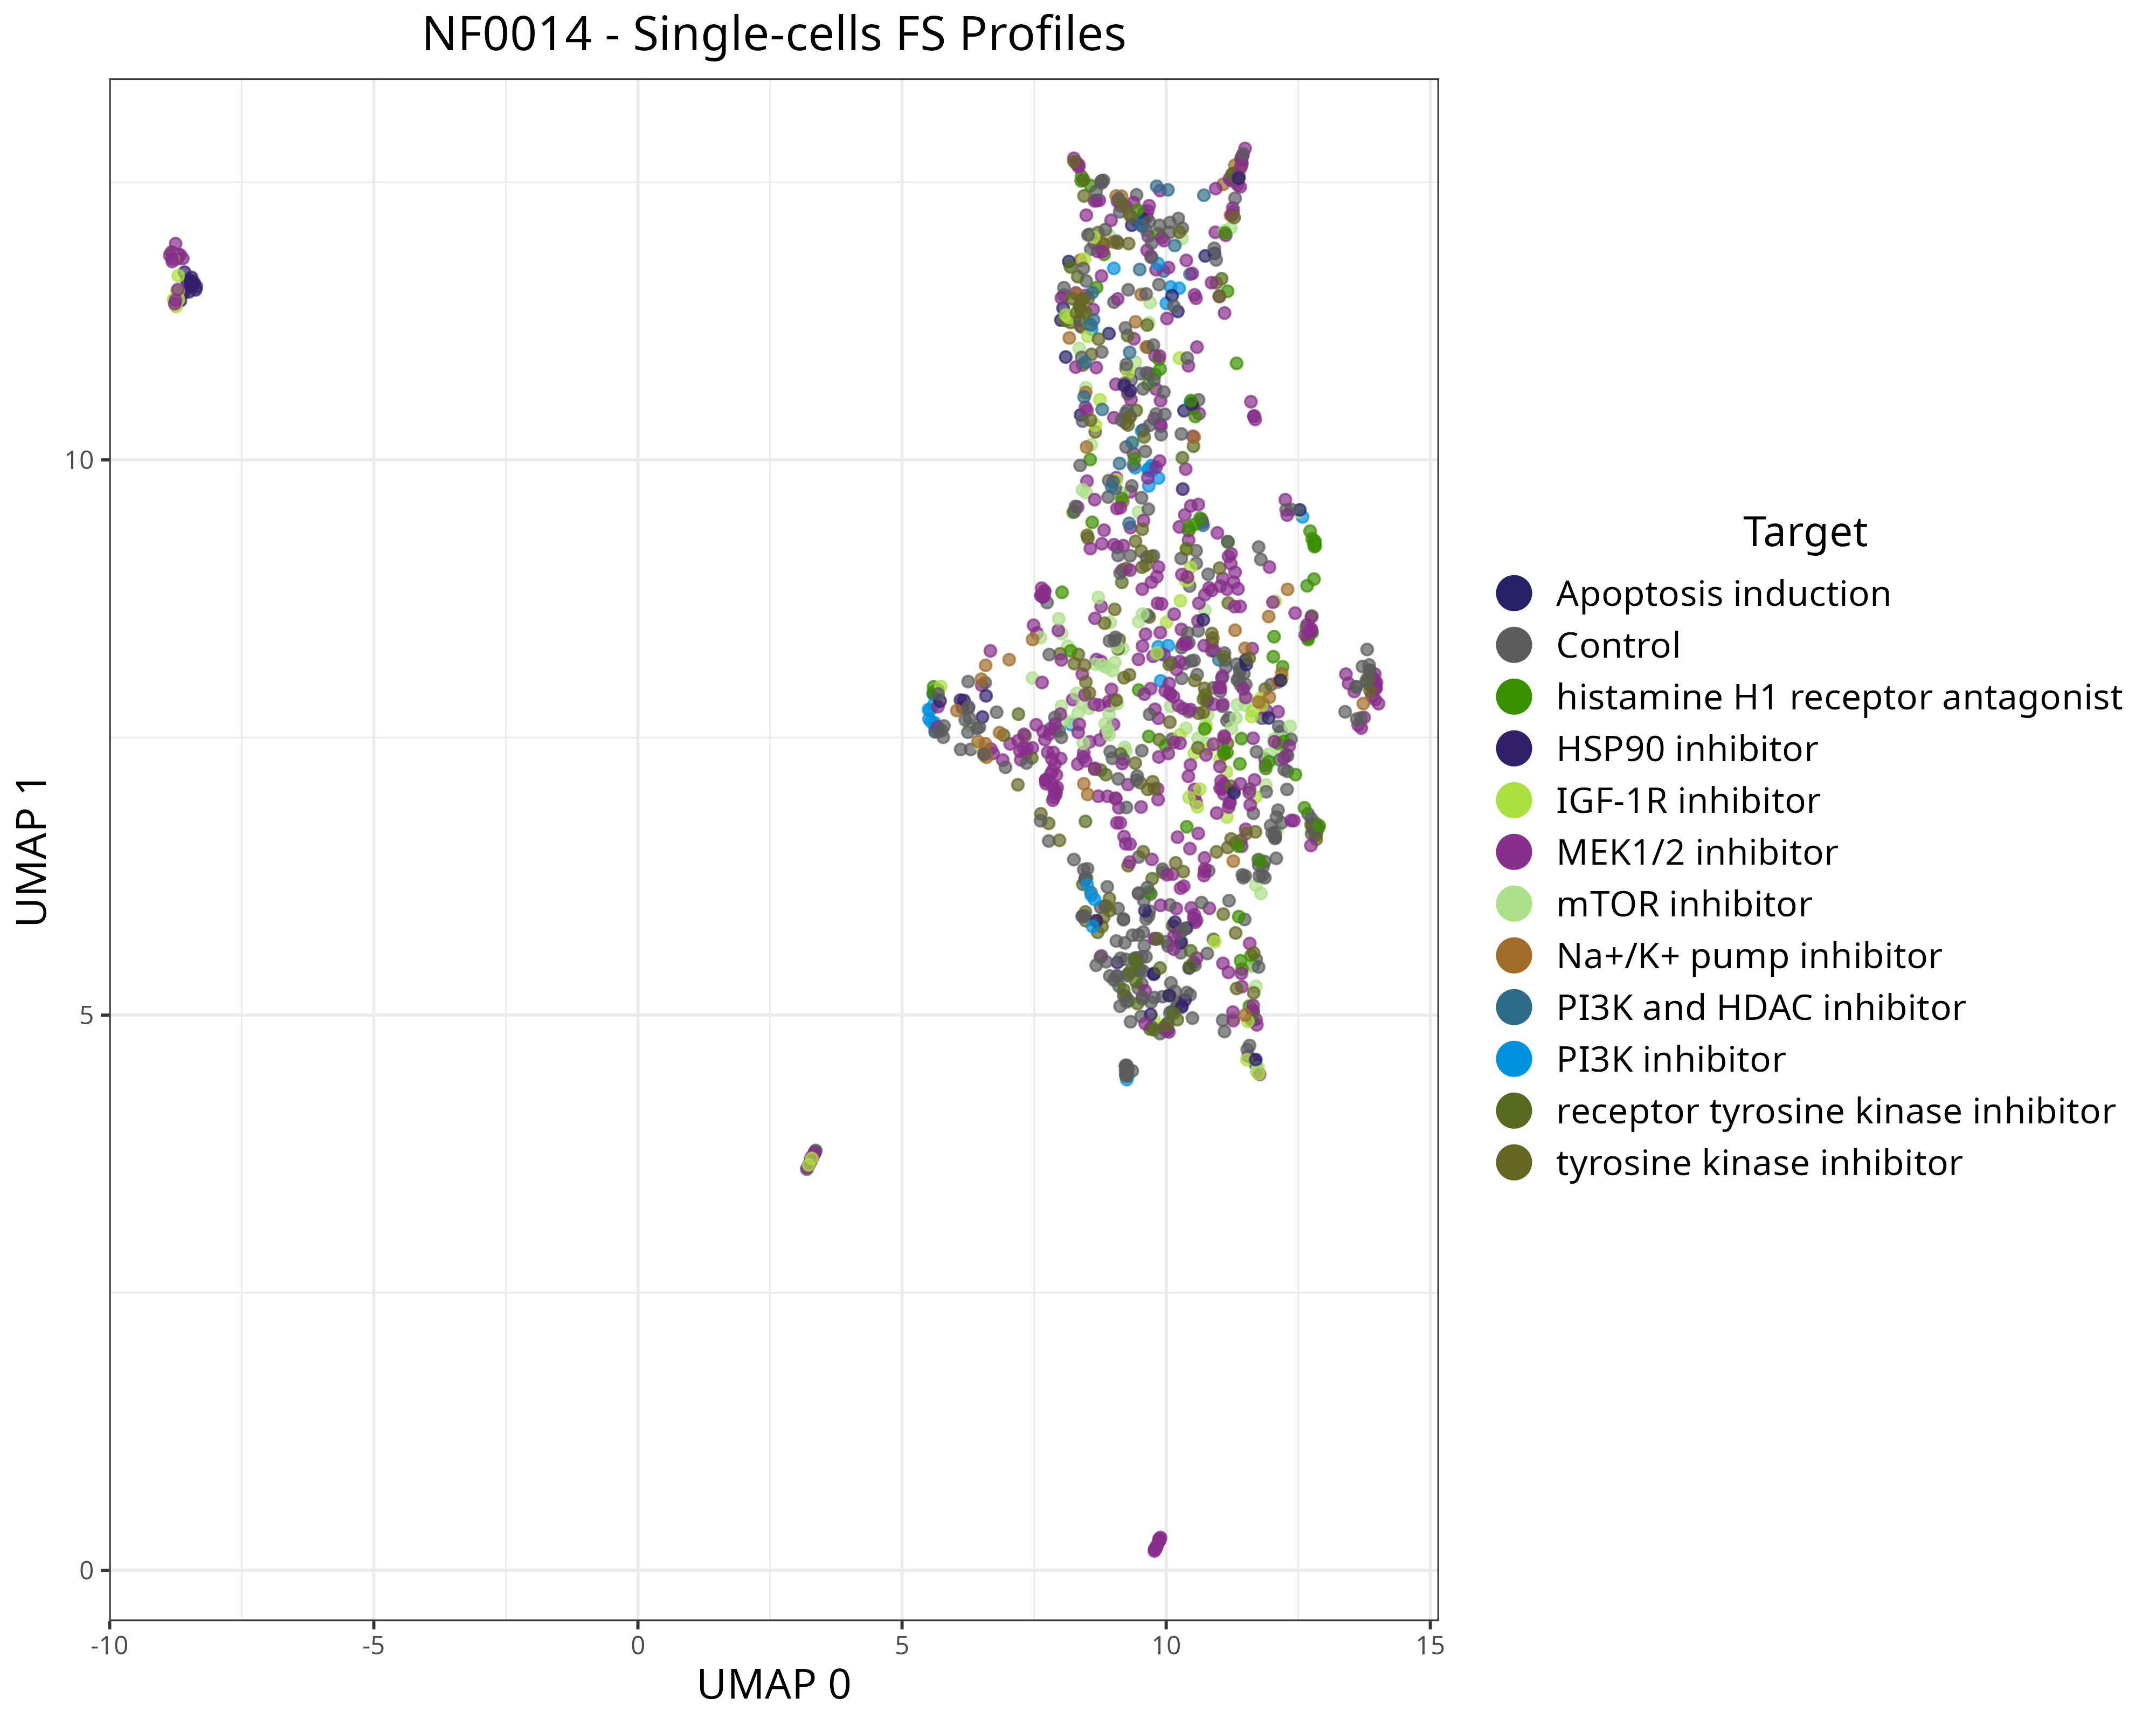 NF0014 - Single-cells FS Profiles
UMAP 1
10
5
0
-10
-5
0
5
10
15
UMAP 0
Target
Apoptosis induction
Control
histamine H1 receptor antagonist
HSP90 inhibitor
IGF-1R inhibitor
MEK1/2 inhibitor
mTOR inhibitor
Na+/K+ pump inhibitor
PI3K and HDAC inhibitor
PI3K inhibitor
receptor tyrosine kinase inhibitor
tyrosine kinase inhibitor